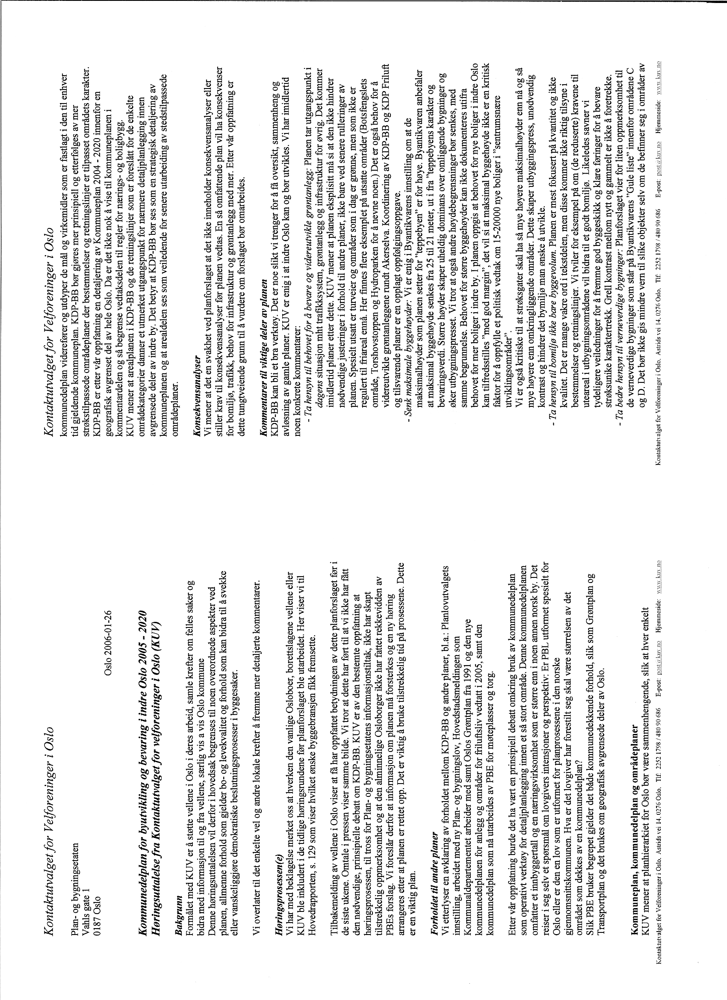 Kontaktutvalget for Velforeninger i Oslo
Plan- og bygningsetaten
Vahls gate 1
0187 Oslo
Oslo 2006-01-26
Kommunedelplan for byutvikling og bevaring i indre Oslo 2005 - 2020
Høringsuttalelse fra Kontaktutvalget for velforeninger i Oslo (KUV)
Bakgrunn
Formålet med KUV er å støtte vellene i Oslo i deres arbeid, samle krefter om felles saker og
bidra med informasjon til og fra vellene, særlig vis a vis Oslo kommune
Denne høringsuttalelsen vil derfor i hovedsak begrenses til noen overordnede aspekter ved
planen, allmenne forhold som gjelder bo- og levekvalitet og forhold som kan bidra til å svekke
eller vanskeliggjøre demokratiske beslutningsprosesser i byggesaker.
Vi overlater til det enkelte vel og andre lokale krefter å fremme mer detaljerte kommentarer.
Høringsprosessen(e)
Vi har med beklagelse merket oss at hverken den vanlige Osloboer, borettslagene vellene eller
KUV ble inkludert i de tidlige høringsrundene før planforslaget ble utarbeidet. Her viser vi til
Hovedrapporten, s. 129 som viser hvilket ønske byggebransjen fikk fremsette.
Tilbakemelding av vellene i Oslo viser at få har oppfattet betydningen av dette planforslaget før i
de siste ukene. Omtale i pressen viser samme bilde. Vi tror at dette har ført til at vi ikke har fått
den nødvendige, prinsipielle debatt om KDP-BB. KUV er av den bestemte oppfatning at
høringsprosessen, til tross for Plan- og bygningsetatens informasjonstiltak, ikke har skapt
tilstrekkelig oppmerksomhet og at den alminnelige Osloborger ikke har fattet rekkevidden av
PBEs forslag. Vi foreslår derfor at informasjon om planen må forsterkes og en ny høring
arrangeres etter at planen er rettet opp. Det er viktig å bruke tilstrekkelig tid på prosessene. Dette
er en viktig plan.
Forholdet til andre planer
Vi etterlyser en avklaring av forholdet mellom KDP-BB og andre planer, bl.a.: Planlovutvalgets
innstilling, arbeidet med ny Plan- og bygningslov, Hovedstadsmeldingen som
Kommunaldepartementet arbeider med samt Oslos Grøntplan fra 1991 og den nye
kommunedelplanen for anlegg og områder for friluftsliv vedtatt i 2005, samt den
kommunedelplan som nå utarbeides av PBE for møteplasser og torg.
Etter vår oppfatning burde det ha vært en prinsipiell debatt omkring bruk av kommunedelplan
som operativt verktøy for detaljplanlegging innen et så stort område. Denne kommunedelplanen
omfatter et innbyggertall og en næringsvirksomhet som er større enn i noen annen norsk by. Det
reiser i seg selv et spørsmål om lovgivers intensjoner og perspektiv: Er PBL utformet spesielt for
Oslo eller er den en lov som er utformet for planprosessene i den norske
gjennomsnittskommunen. Hva er det lovgiver har forestilt seg skal være størrelsen av det
området som dekkes av en kommunedelplan?
Slik PBE bruker begrepet gjelder det både kommunedekkende forhold, slik som Grøntplan og
Transportplan og det brukes om geografisk avgrensede deler av Oslo.
Kommuneplan, kommunedelplan og områdeplaner
KUV mener at planhierarkiet for Oslo bør være sammenhengende, slik at hver enkelt
Kontaktutvalget for Velforeninger i Oslo. Astrids vei 14, 0276 Oslo. Tlf: 2252 1798 / 480 90 686 E-post: post@kuv.no Hjemmeside: www.kuv.no
Kontaktutvalget for Velforeninger i Oslo
kommunedelplan viderefører og utdyper de mål og virkemidler som er fastlagt i den til enhver
tid gjeldende kommuneplan. KDP-BB bør gjøres mer prinsipiell og etterfølges av mer
strøkstilpassede områdeplaner der bestemmelser og retningslinjer er tilpasset områdets karakter.
KDP-BB er etter vår oppfatning en detaljering av Kommuneplan 2004 - 2020 innenfor en
geografisk avgrenset del av hele Oslo. Da er det ikke nok å vise til kommuneplanen i
kommentardelen og så begrense vedtaksdelen til regler for nærings- og boligbygg.
KUV mener at arealplanen i KDP-BB og de retningslinjer som er foreslått for de enkelte
områdekategorier danner et utmerket utgangspunkt for nærmere detaljplanlegging innen
avgrensede deler av indre by. Det betyr at KDP-BB bør ses som en strategisk detaljering av
kommuneplanen og at arealdelen ses som veiledende for senere utarbeiding av stedstilpassede
områdeplaner.
Konsekvensanalyser
Vi mener at det en svakhet ved planforslaget at det ikke inneholder konsekvensanalyser eller
stiller krav til konsekvensanalyser før planen vedtas. En så omfattende plan vil ha konsekvenser
for bomiljø, trafikk, behov for infrastruktur og grøntanlegg med mer. Etter vår oppfatning er
dette tungtveiende grunn til å vurdere om forslaget bør omarbeides.
Kommentarer til viktige deler av planen
KDP-BB kan bli et bra verktøy. Det er noe slikt vi trenger for å få oversikt, sammenheng og
avløsning av gamle planer. KUV er enig i at indre Oslo kan og bør utvikles. Vi har imidlertid
noen konkrete kommentarer:
- Ta hensyn til behovet for å bevare og videreutvikle grøntanlegg: Planen tar utgangspunkt i
dagens situasjon mht trafikksystem, grøntanlegg og infrastruktur for øvrig. Det kommer
imidlertid planer etter dette. KUV mener at planen eksplisitt må si at den ikke hindrer
nødvendige justeringer i forhold til andre planer, ikke bare ved senere rulleringer av
planen. Spesielt utsatt er turveier og områder som i dag er grønne, men som ikke er
regulert til friareal ennå. Her finnes flere eksemplet på utsatte områder (Botsfengslets
område, Torshovstoppen og Hydroparken for å nevne noen.) Det er også behov for å
videreutvikle grøntanleggene rundt Akerselva. Koordinering av KDP-BB og KDP Friluft
og tilsvarende planer er en opplagt oppfølgingsoppgave.
- Senk maksimale byggehøyder: Vi er enig i Byantikvarens innstilling om at de
maksimalhøyder som planen setter for ”teppebyen” er for høye. Byantikvaren anbefaler
at maksimal byggehøyde senkes fra 25 til 21 meter, ut i fra ”teppebyens karakter og
bevaringsverdi. Større høyder skaper uheldig dominans over omliggende bygninger og
øker utbygningspresset. Vi tror at også andre høydebegrensninger bør senkes, med
samme begrunnelse. Behovet for større byggehøyder kan ikke dokumenteres utifra
behovet for mer boliger i indre by. I planen oppgis at behovet for nye boliger i indre Oslo
kan tilfredsstilles ”med god margin”, det vil si at maksimal byggehøyde ikke er en kritisk
faktor for å oppfylle et politisk vedtak om 15-20000 nye boliger i ”sentrumsnære
utviklingsområder”.
Vi er også kritiske til at strøksgater skal ha så mye høyere maksimalhøyder enn nå og så
mye høyere enn omkringliggende områder. Dette skaper utbyggingspress, unødvendig
kontrast og hindrer det bymiljø man ønske å utvikle.
- Ta hensyn til bomiljø ikke bare byggevolum. Planen er mest fokusert på kvantitet og ikke
kvalitet. Det er mange vakre ord i tekstdelen, men disse kommer ikke riktig tilsyne i
bestemmelser og retningslinjer. Vi tviler for eksempel på om (de reduserte) kravene til
uteareal i utbygningsområdene vil bidra til et godt bomiljø. Likeledes savner vi
tydeligere veiledninger for å fremme god byggeskikk og klare føringer for å bevare
strøksunike karaktertrekk. Grell kontrast mellom nytt og gammelt er ikke å foretrekke.
- Ta bedre hensyn til verneverdige bygninger: Planforslaget vier for liten oppmerksomhet til
de verneverdige bygninger som står på Byantikvarens ”Gule liste” innenfor områdene C
og D. Det bør ikke gis mindre vern til slike objekter selv om de befinner seg i områder av
Kontaktutvalget for Velforeninger i Oslo. Astrids vei 14, 0276 Oslo. Tlf: 2252 1798 / 480 90 686 E-post: post@kuv.no Hjemmeside: www.kuv.no